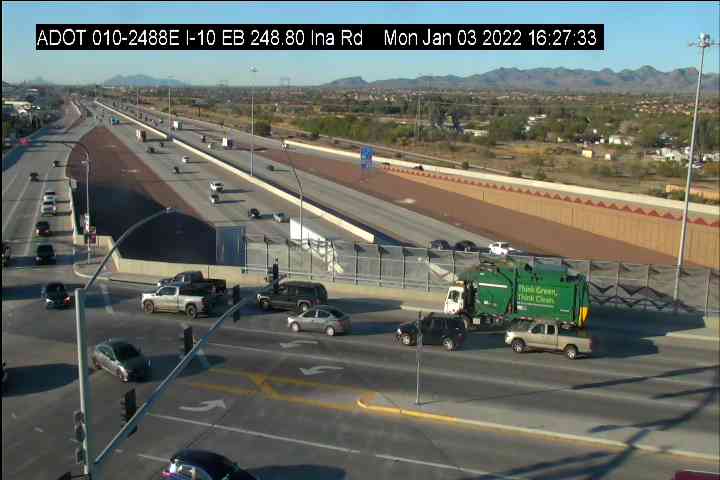 ADOT 010-2488E I-10 EB 248.80 Ina Rd Mon Jan 03 2022 16:27:33
Think Green.
Think Clean.